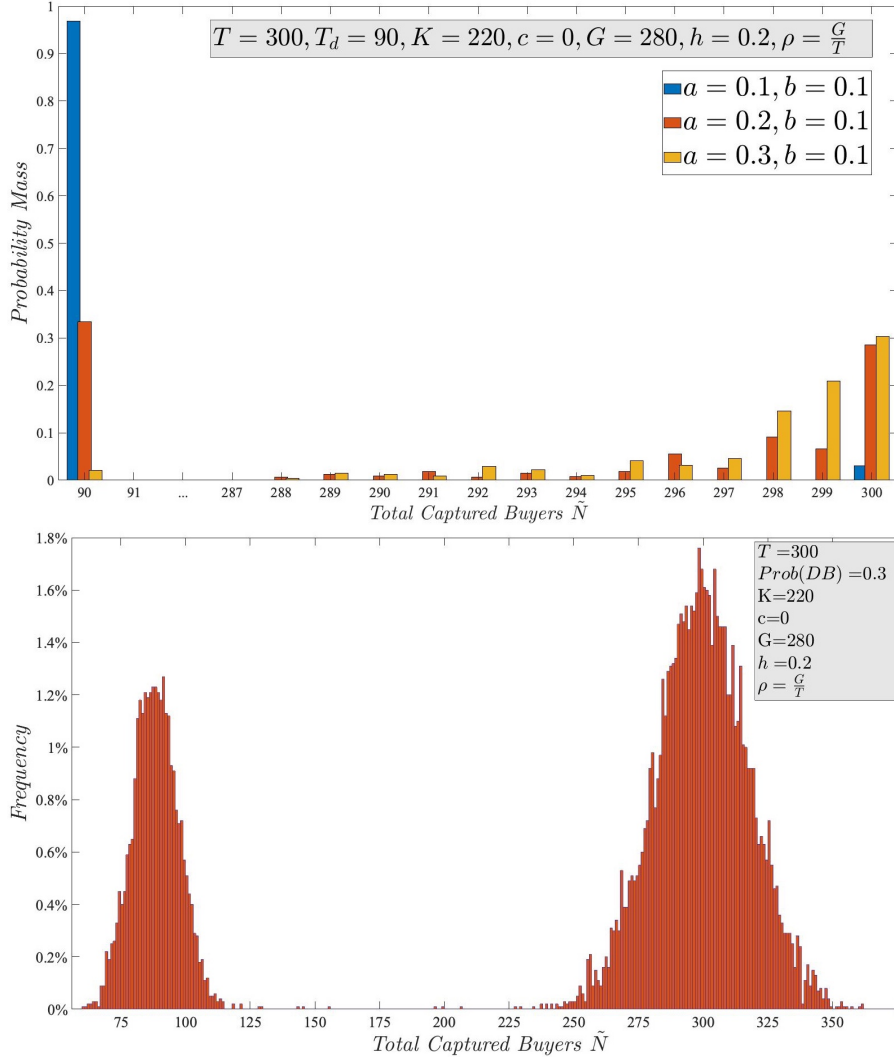 T = 300, T_d = 90, K = 220, c = 0, G = 280, h = 0.2, ρ = G/T
a = 0.1, b = 0.1
a = 0.2, b = 0.1
a = 0.3, b = 0.1
Probability Mass
1
0.9
0.8
0.7
0.6
0.5
0.4
0.3
0.2
0.1
0
90 91 ... 287 288 289 290 291 292 293 294 295 296 297 298 299 300
Total Captured Buyers Ñ
T =300
Prob(DB) =0.3
K=220
c=0
G=280
h =0.2
ρ = G/T
Frequency
1.8%
1.6%
1.4%
1.2%
1%
0.8%
0.6%
0.4%
0.2%
0%
75 100 125 150 175 200 225 250 275 300 325 350
Total Captured Buyers Ñ